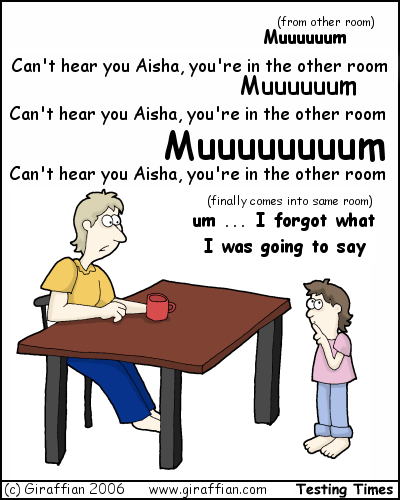 (from other room)
Muuuuuum
Can't hear you Aisha, you're in the other room
Muuuuuum
Can't hear you Aisha, you're in the other room
Muuuuuuuum
Can't hear you Aisha, you're in the other room
(finally comes into same room)
um ... I forgot what
I was going to say
(c) Giraffian 2006 www.giraffian.com Testing Times